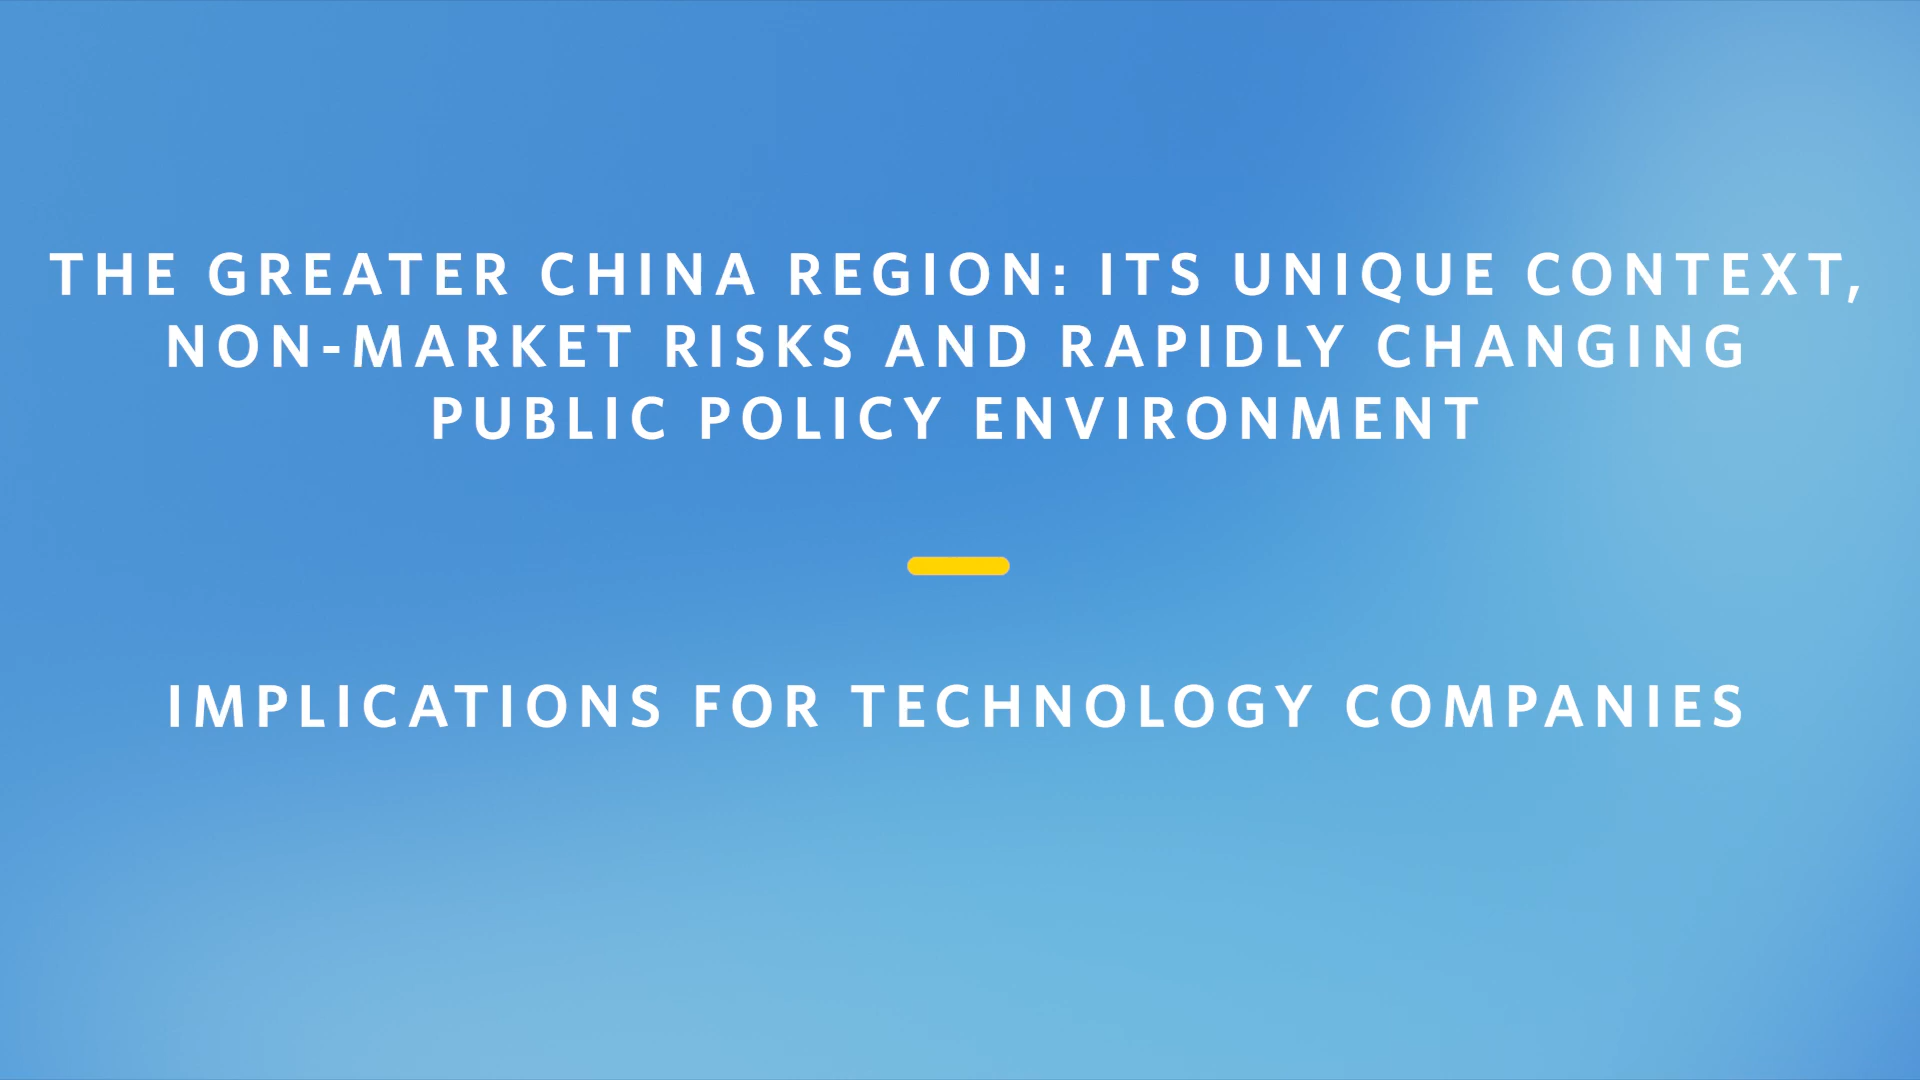 THE GREATER CHINA REGION: ITS UNIQUE CONTEXT,
NON-MARKET RISKS AND RAPIDLY CHANGING
PUBLIC POLICY ENVIRONMENT
IMPLICATIONS FOR TECHNOLOGY COMPANIES